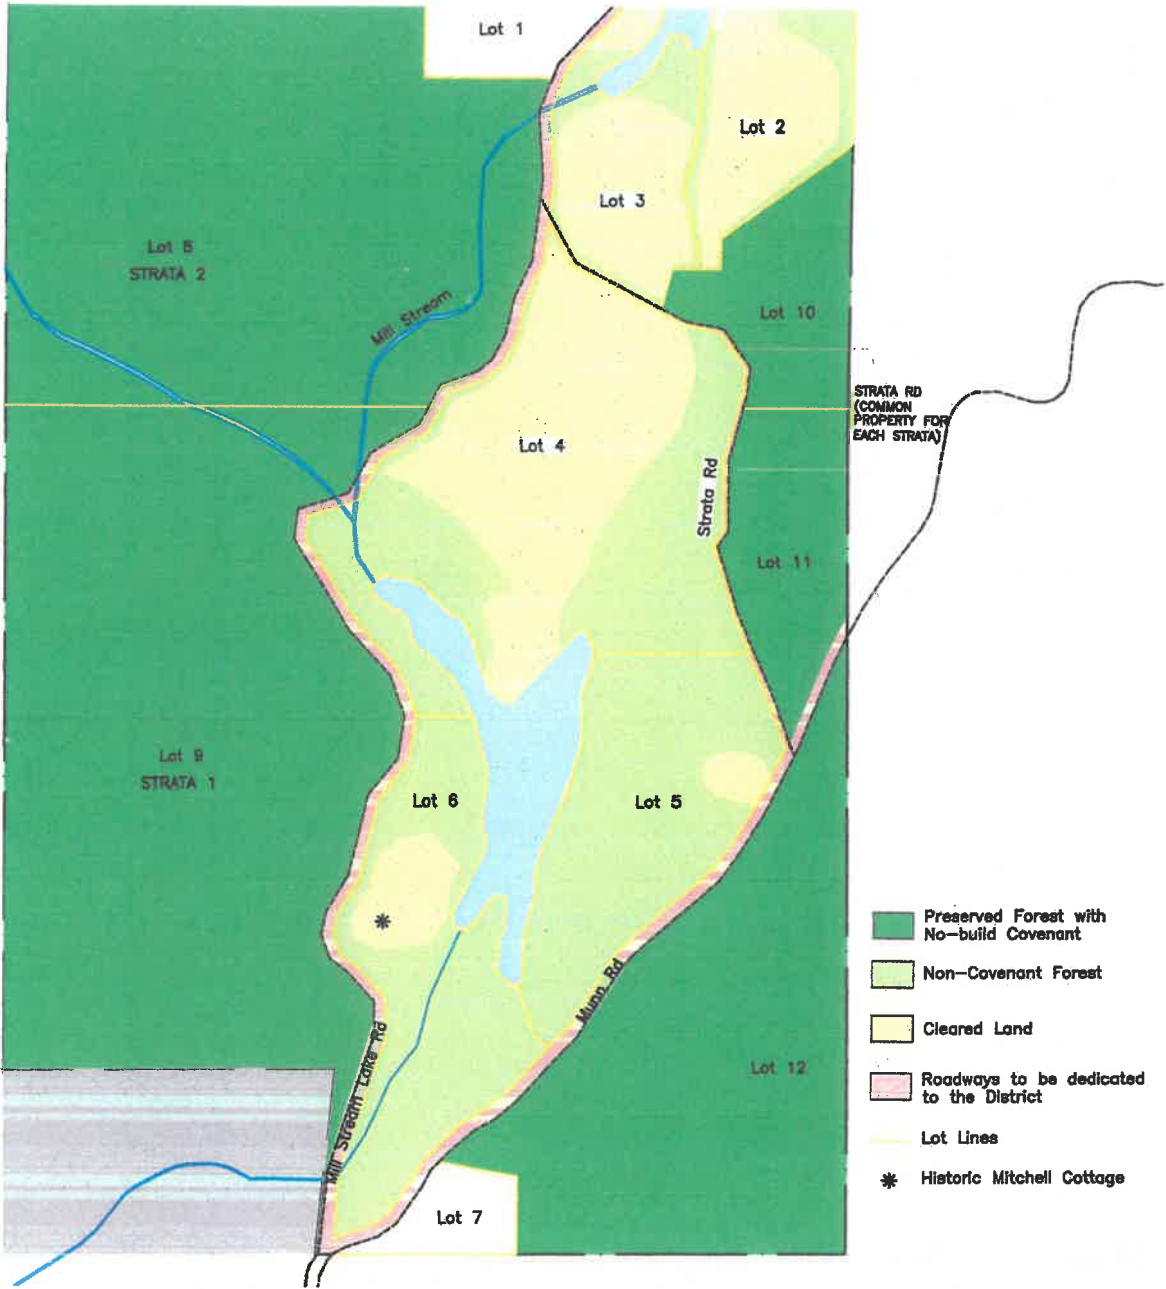 Lot 1
Lot 2
Lot 3
Lot 8
STRATA 2
Mill Stream
Lot 10
STRATA RD
(COMMON
PROPERTY FOR
EACH STRATA)
Lot 4
Strata Rd
Lot 11
Lot 9
STRATA 1
Lot 6
Lot 5
Preserved Forest with
No-build Covenant
Non-Covenant Forest
Munn Rd
Cleared Land
Mill Stream Lake Rd
Lot 12
Roadways to be dedicated
to the District
Lot Lines
Historic Mitchell Cottage
Lot 7